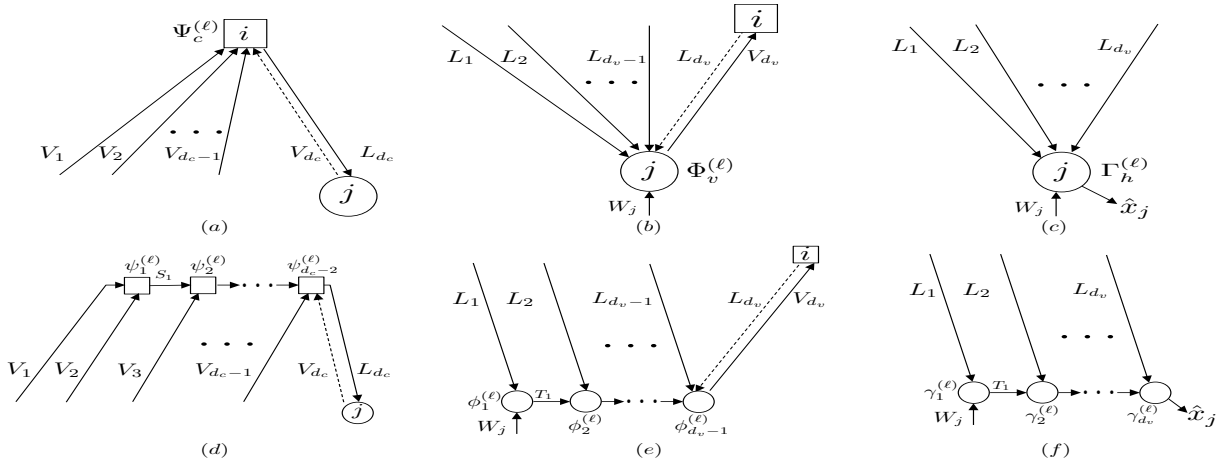 Ψ_c^{(ℓ)} i
V_1 V_2 V_{d_c−1} V_{d_c} L_{d_c}
j
(a)
i
L_1 L_2 L_{d_v−1} L_{d_v} V_{d_v}
j Φ_v^{(ℓ)}
W_j
(b)
L_1 L_2 L_{d_v}
j Γ_h^{(ℓ)}
W_j x̂_j
(c)
ψ_1^{(ℓ)} S_1 ψ_2^{(ℓ)} ψ_{d_c−2}^{(ℓ)}
V_1 V_2 V_3 V_{d_c−1} V_{d_c} L_{d_c}
j
(d)
i
L_1 L_2 L_{d_v−1} L_{d_v} V_{d_v}
ϕ_1^{(ℓ)} T_1 ϕ_2^{(ℓ)} ϕ_{d_v−1}^{(ℓ)}
W_j
(e)
L_1 L_2 L_{d_v}
γ_1^{(ℓ)} T_1 γ_2^{(ℓ)} γ_{d_v}^{(ℓ)}
W_j x̂_j
(f)